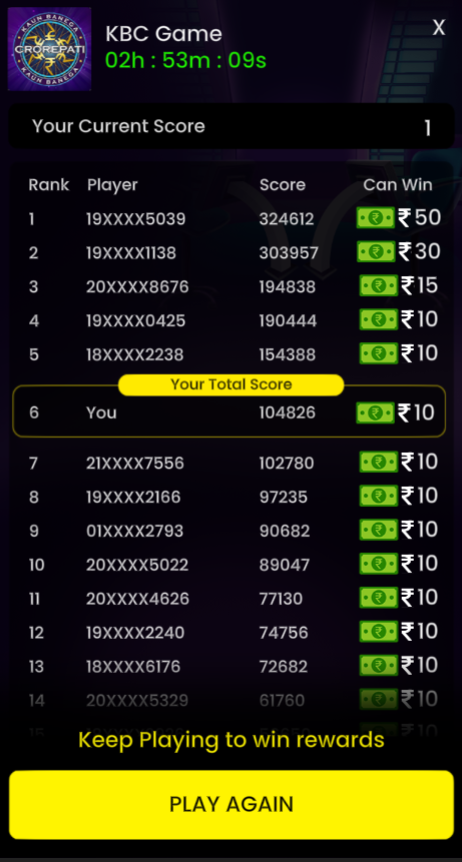 KAUN BANEGA
CROREPATI
KAUN BANEGA
KBC Game
X
02h : 53m : 09s
Your Current Score 1
Rank Player Score Can Win
1 19XXXX5039 324612 ₹50
2 19XXXX1138 303957 ₹30
3 20XXXX8676 194838 ₹15
4 19XXXX0425 190444 ₹10
5 18XXXX2238 154388 ₹10
Your Total Score
6 You 104826 ₹10
7 21XXXX7556 102780 ₹10
8 19XXXX2166 97235 ₹10
9 01XXXX2793 90682 ₹10
10 20XXXX5022 89047 ₹10
11 20XXXX4626 77130 ₹10
12 19XXXX2240 74756 ₹10
13 18XXXX6176 72682 ₹10
14 20XXXX5329 61760 ₹10
15 ₹10
Keep Playing to win rewards
PLAY AGAIN